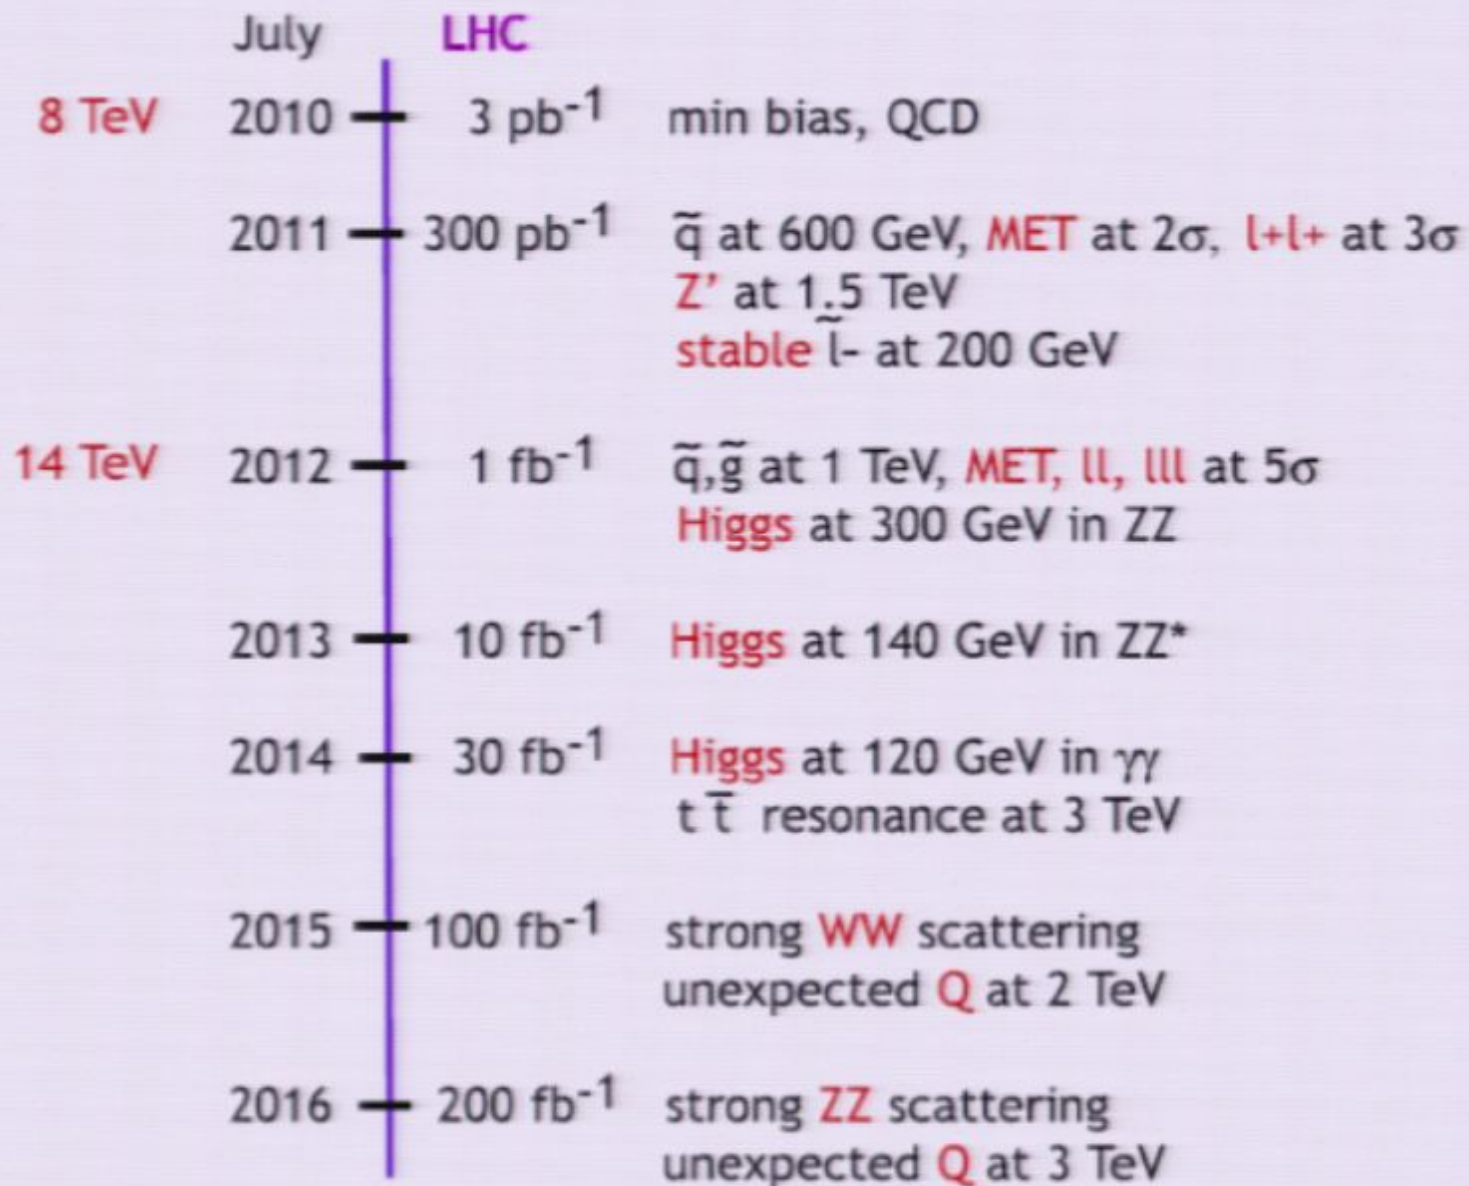 July LHC
8 TeV 2010 3 pb⁻¹ min bias, QCD
2011 300 pb⁻¹ q̃ at 600 GeV, MET at 2σ, l+l+ at 3σ
Z’ at 1.5 TeV
stable l̃- at 200 GeV
14 TeV 2012 1 fb⁻¹ q̃,g̃ at 1 TeV, MET, ll, lll at 5σ
Higgs at 300 GeV in ZZ
2013 10 fb⁻¹ Higgs at 140 GeV in ZZ*
2014 30 fb⁻¹ Higgs at 120 GeV in γγ
t t̄ resonance at 3 TeV
2015 100 fb⁻¹ strong WW scattering
unexpected Q at 2 TeV
2016 200 fb⁻¹ strong ZZ scattering
unexpected Q at 3 TeV